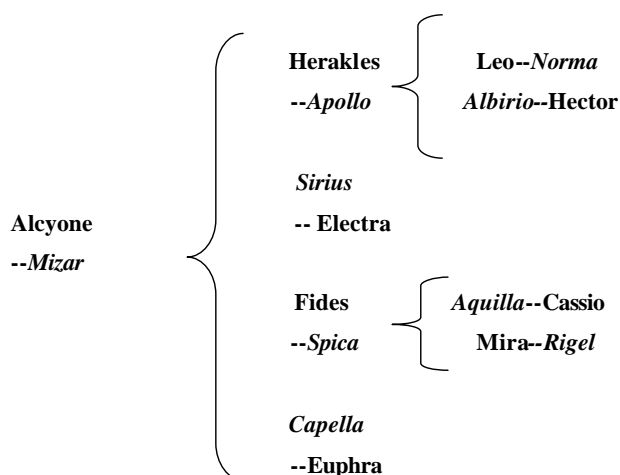 Alcyone
--Mizar
Herakles
--Apollo
Leo--Norma
Albirio--Hector
Sirius
-- Electra
Fides
--Spica
Aquilla--Cassio
Mira--Rigel
Capella
--Euphra